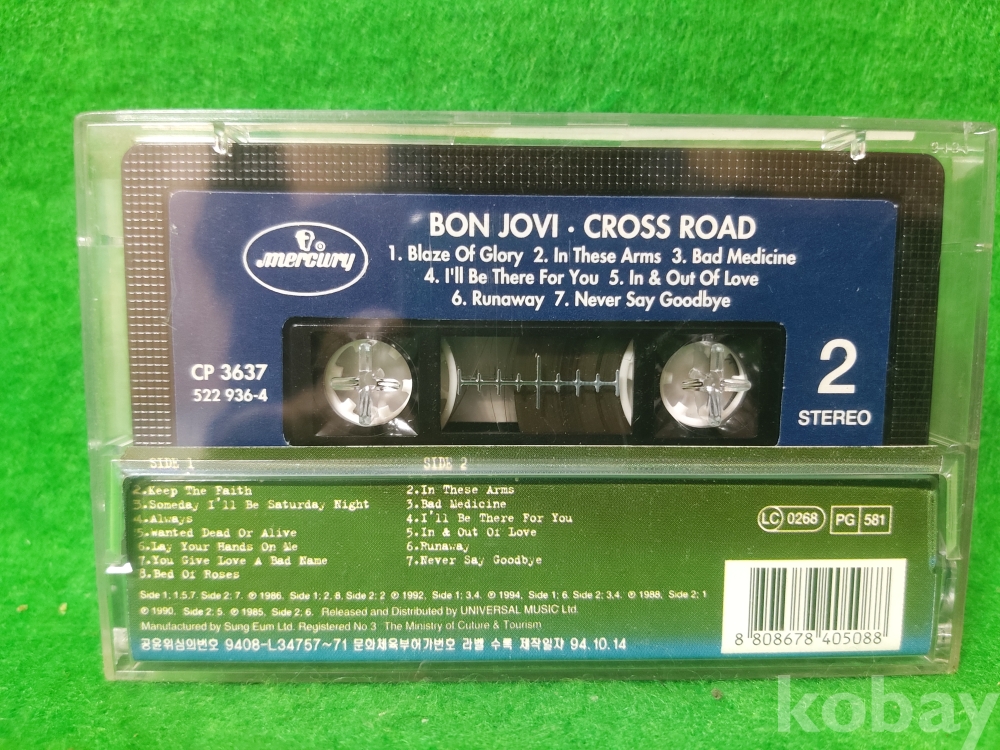 BON JOVI · CROSS ROAD
mercury ®
1. Blaze Of Glory 2. In These Arms 3. Bad Medicine
4. I'll Be There For You 5. In & Out Of Love
6. Runaway 7. Never Say Goodbye
CP 3637
522 936-4
2
STEREO
SIDE 1
2.Keep The Faith
3.Someday I'll Be Saturday Night
4.Always
5.Wanted Dead Or Alive
6.Lay Your Hands On Me
7.You Give Love A Bad Name
8.Bed Of Roses
SIDE 2
2.In These Arms
3.Bad Medicine
4.I'll Be There For You
5.In & Out Of Love
6.Runaway
7.Never Say Goodbye
LC 0268 PG 581
Side 1; 1.5.7. Side 2; 7. ℗ 1986. Side 1; 2. 8. Side 2; 2 ℗ 1992. Side 1; 3.4. ℗ 1994. Side 1; 6. Side 2; 3.4. ℗ 1988. Side 2; 1
℗ 1990. Side 2; 5. ℗ 1985. Side 2; 6. Released and Distributed by UNIVERSAL MUSIC Ltd.
Manufactured by Sung Eum Ltd. Registered No 3 The Ministry of Cuture & Tourism
공윤위심의번호 9408-L34757~71 문화체육부허가번호 라벨 수록 제작일자 94.10.14
8 808678 405088
kobay